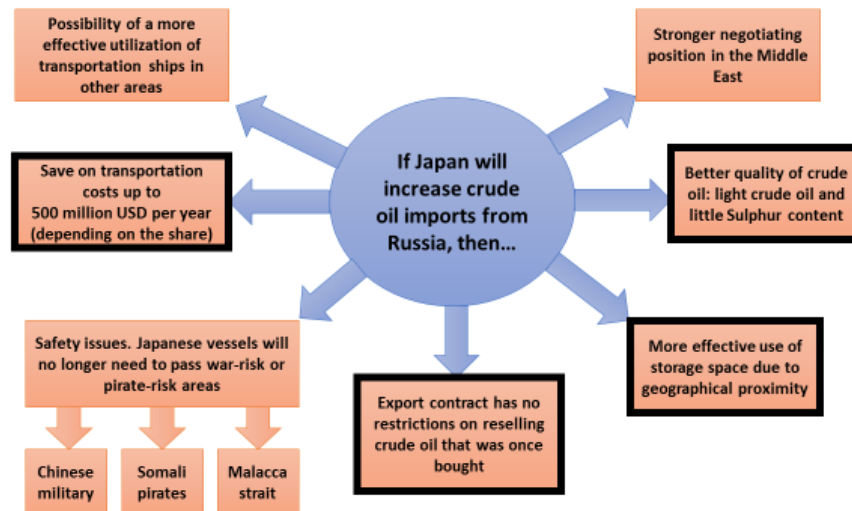 Possibility of a more
effective utilization of
transportation ships in
other areas
Stronger negotiating
position in the Middle
East
If Japan will
increase crude
oil imports from
Russia, then...
Save on transportation
costs up to
500 million USD per year
(depending on the share)
Better quality of crude
oil: light crude oil and
little Sulphur content
Safety issues. Japanese vessels will
no longer need to pass war-risk or
pirate-risk areas
More effective use of
storage space due to
geographical proximity
Export contract has no
restrictions on reselling
crude oil that was once
bought
Chinese
military
Somali
pirates
Malacca
strait